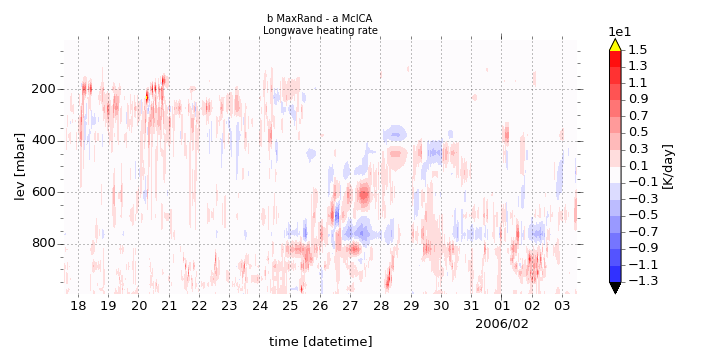 b MaxRand - a McICA
Longwave heating rate
1e1
1.5
1.3
1.1
0.9
0.7
0.5
0.3
0.1
−0.1
−0.3
−0.5
−0.7
−0.9
−1.1
−1.3
[K/day]
lev [mbar]
200
400
600
800
18 19 20 21 22 23 24 25 26 27 28 29 30 31 01 02 03
2006/02
time [datetime]